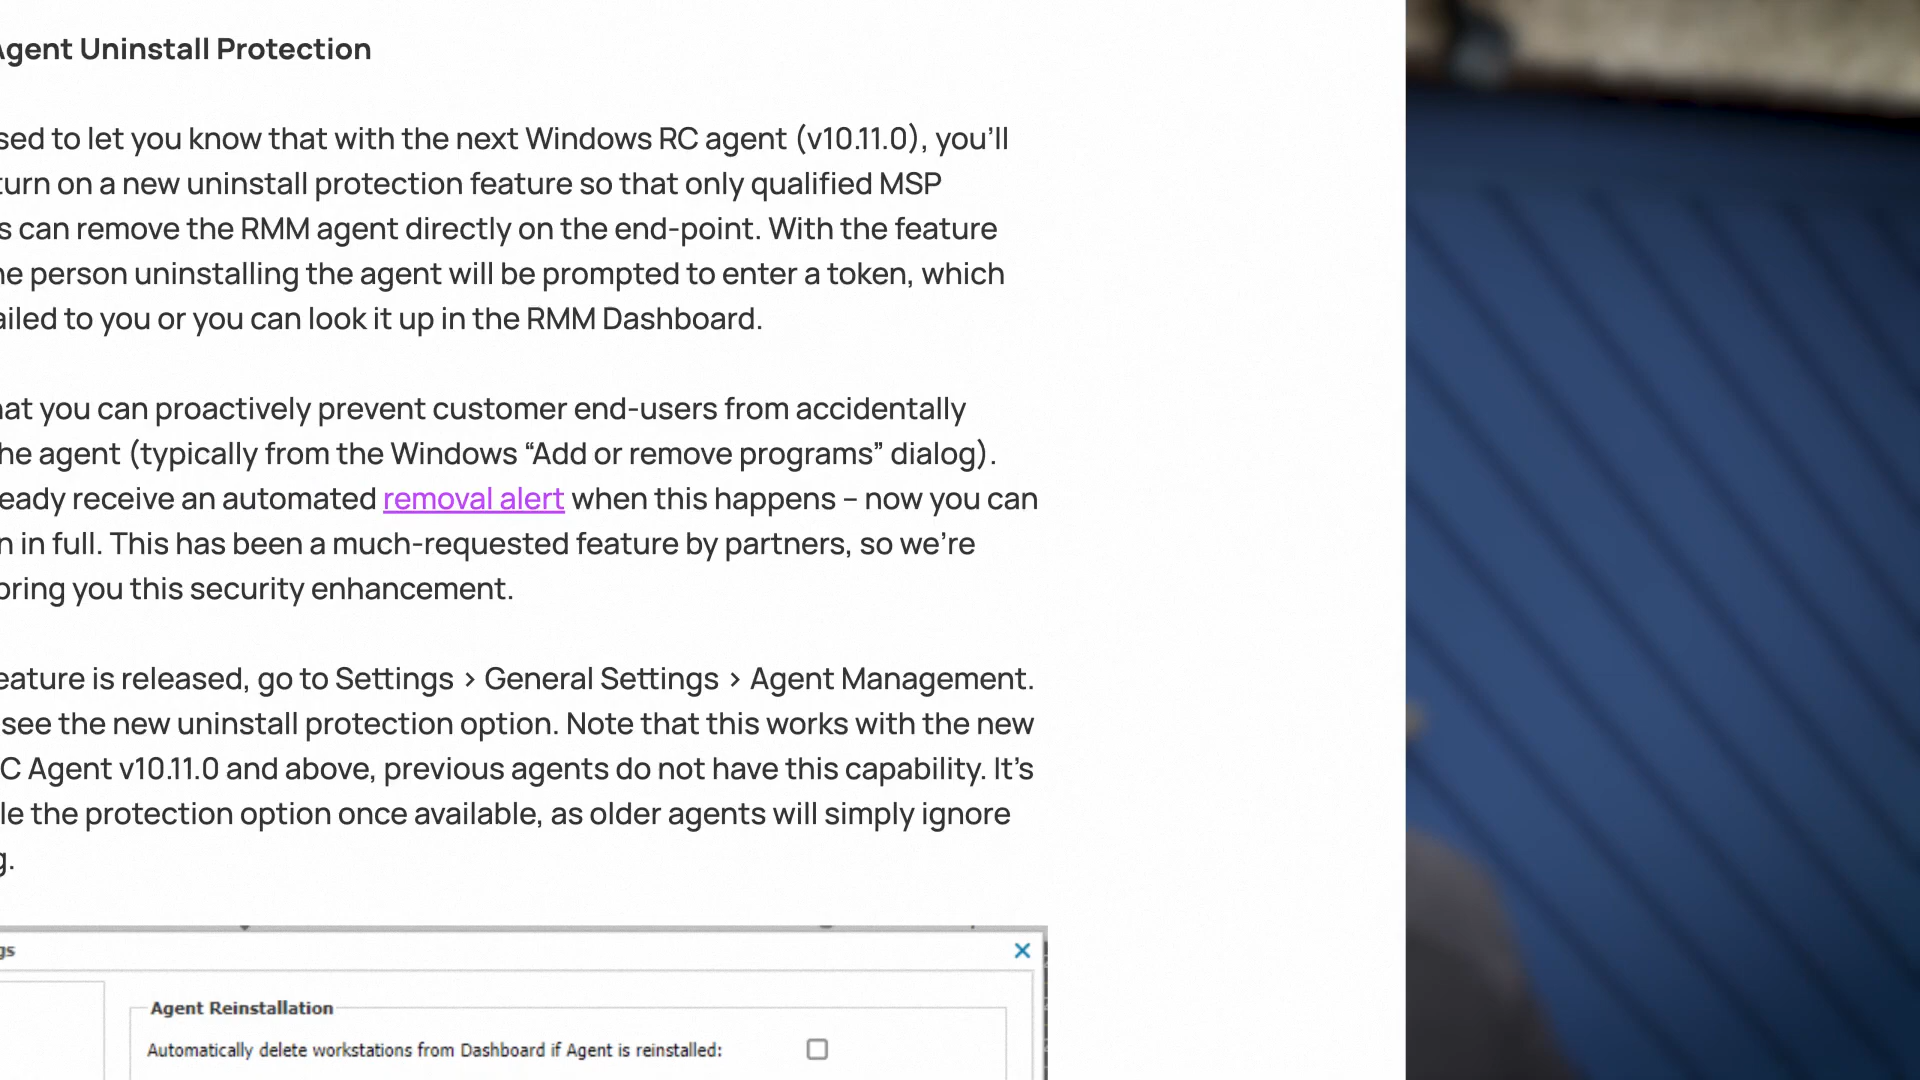 Agent Uninstall Protection
sed to let you know that with the next Windows RC agent (v10.11.0), you’ll
turn on a new uninstall protection feature so that only qualified MSP
s can remove the RMM agent directly on the end-point. With the feature
he person uninstalling the agent will be prompted to enter a token, which
ailed to you or you can look it up in the RMM Dashboard.
hat you can proactively prevent customer end-users from accidentally
he agent (typically from the Windows “Add or remove programs” dialog).
eady receive an automated removal alert when this happens – now you can
n in full. This has been a much-requested feature by partners, so we’re
bring you this security enhancement.
eature is released, go to Settings > General Settings > Agent Management.
see the new uninstall protection option. Note that this works with the new
C Agent v10.11.0 and above, previous agents do not have this capability. It’s
le the protection option once available, as older agents will simply ignore
g.
gs
Agent Reinstallation
Automatically delete workstations from Dashboard if Agent is reinstalled: